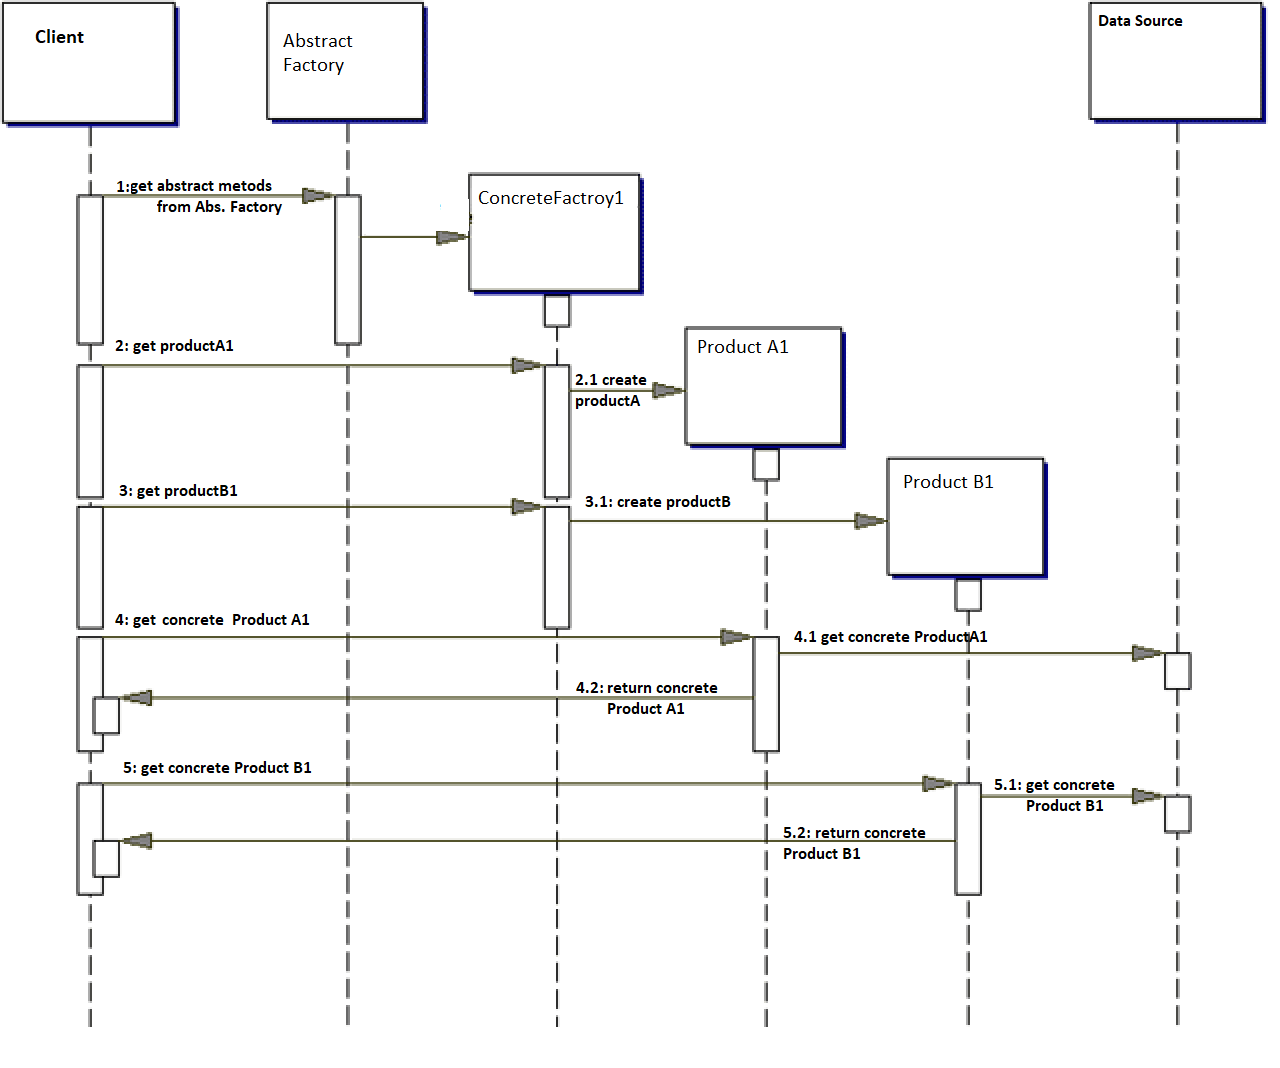 Client
Abstract
Factory
Data Source
1:get abstract metods
from Abs. Factory
ConcreteFactroy1
2: get productA1
Product A1
2.1 create
productA
3: get productB1
3.1: create productB
Product B1
4: get concrete Product A1
4.1 get concrete ProductA1
4.2: return concrete
Product A1
5: get concrete Product B1
5.1: get concrete
Product B1
5.2: return concrete
Product B1